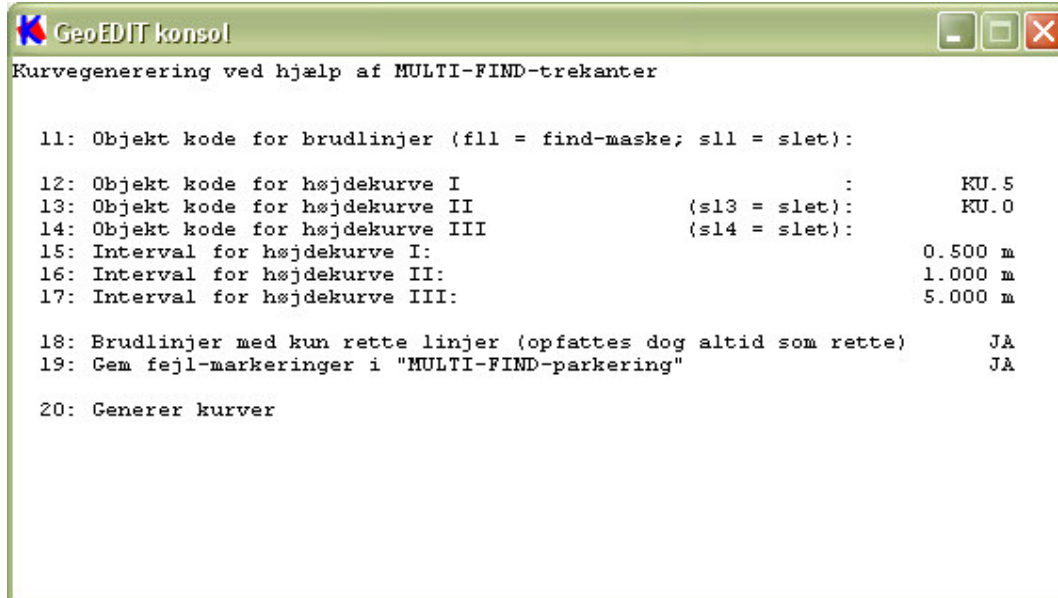 GeoEDIT konsol
Kurvegenerering ved hjælp af MULTI-FIND-trekanter
11: Objekt kode for brudlinjer (f11 = find-maske; s11 = slet):
12: Objekt kode for højdekurve I : KU.5
13: Objekt kode for højdekurve II (s13 = slet): KU.0
14: Objekt kode for højdekurve III (s14 = slet):
15: Interval for højdekurve I: 0.500 m
16: Interval for højdekurve II: 1.000 m
17: Interval for højdekurve III: 5.000 m
18: Brudlinjer med kun rette linjer (opfattes dog altid som rette) JA
19: Gem fejl-markeringer i "MULTI-FIND-parkering" JA
20: Generer kurver